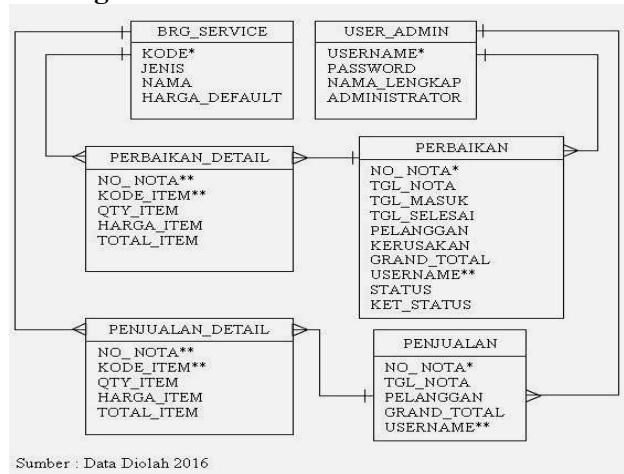 BRG_SERVICE
KODE*
JENIS
NAMA
HARGA_DEFAULT
USER_ADMIN
USERNAME*
PASSWORD
NAMA_LENGKAP
ADMINISTRATOR
PERBAIKAN_DETAIL
NO_NOTA**
KODE_ITEM**
QTY_ITEM
HARGA_ITEM
TOTAL_ITEM
PERBAIKAN
NO_NOTA*
TGL_NOTA
TGL_MASUK
TGL_SELESAI
PELANGGAN
KERUSAKAN
GRAND_TOTAL
USERNAME**
STATUS
KET_STATUS
PENJUALAN_DETAIL
NO_NOTA**
KODE_ITEM**
QTY_ITEM
HARGA_ITEM
TOTAL_ITEM
PENJUALAN
NO_NOTA*
TGL_NOTA
PELANGGAN
GRAND_TOTAL
USERNAME**
Sumber : Data Diolah 2016